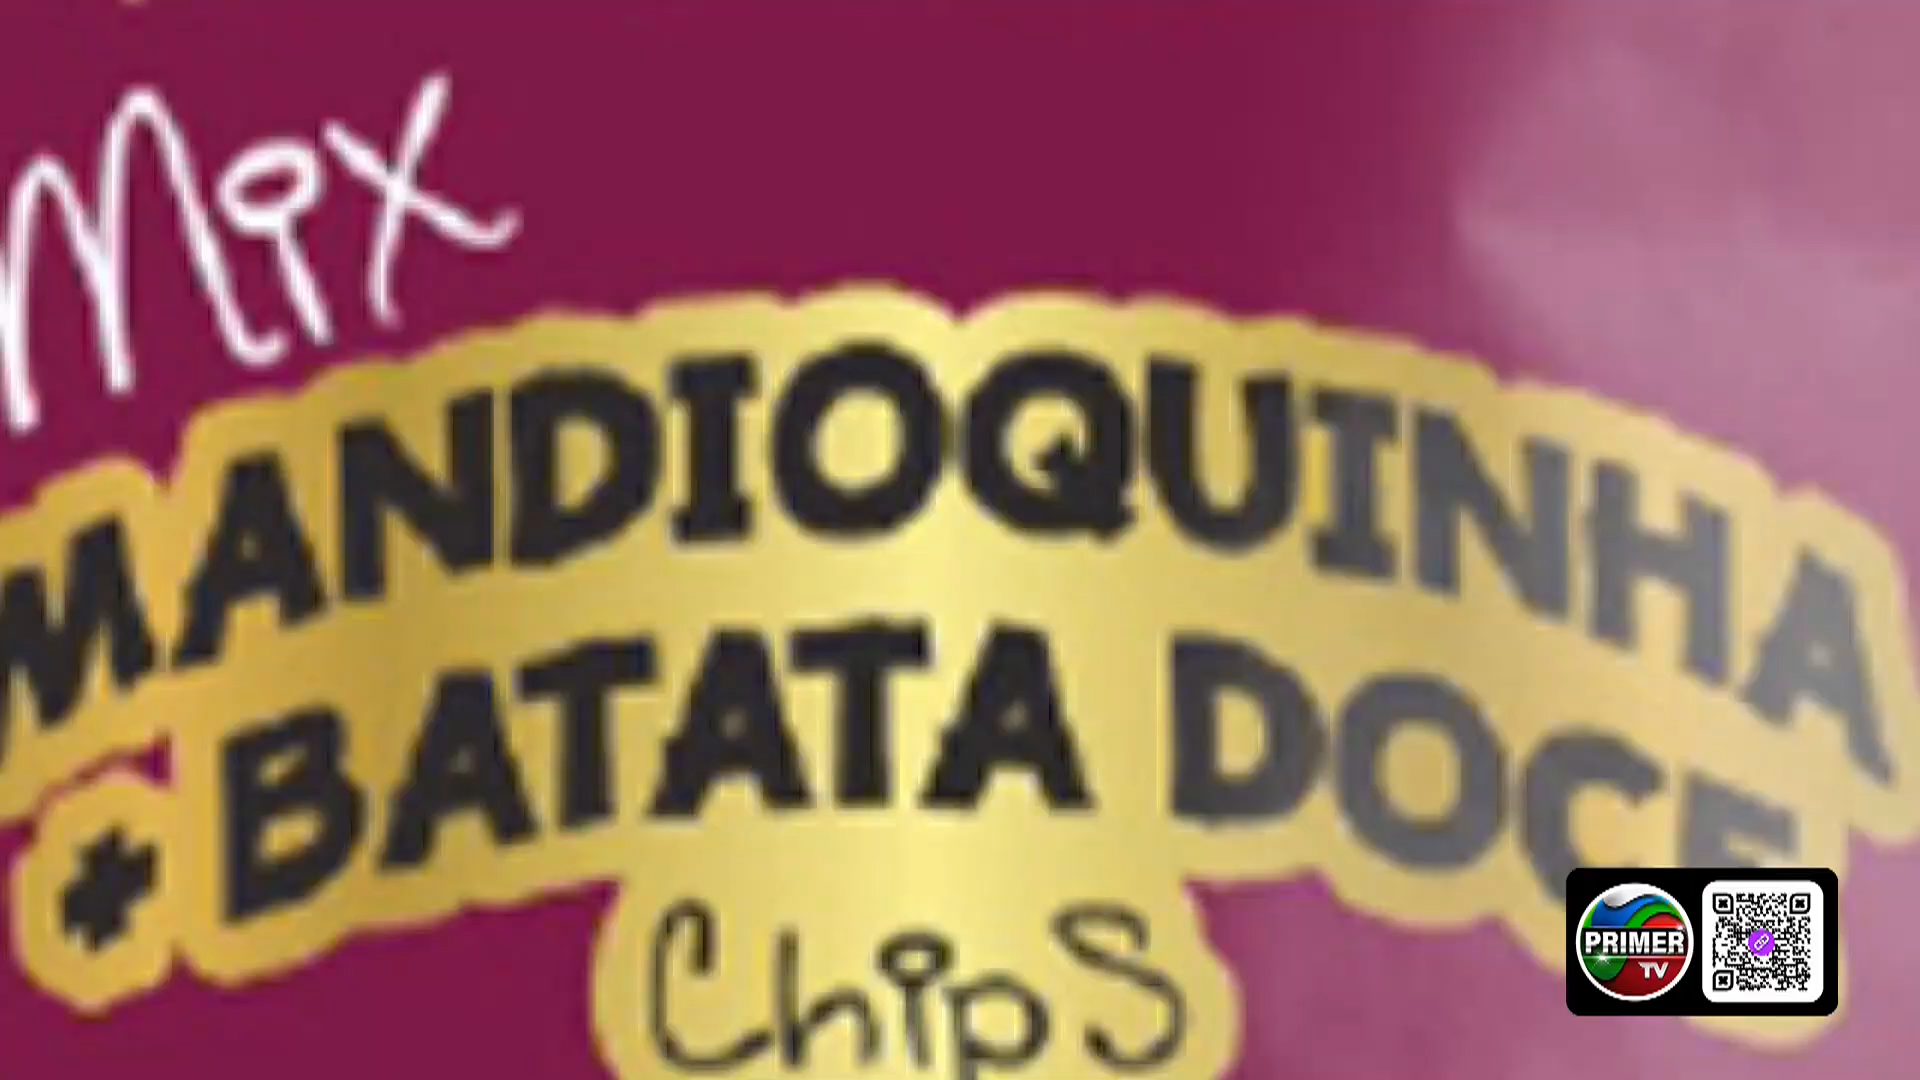 Mix
MANDIOQUINHA
+ BATATA DOCE
Chips
PRIMER
TV